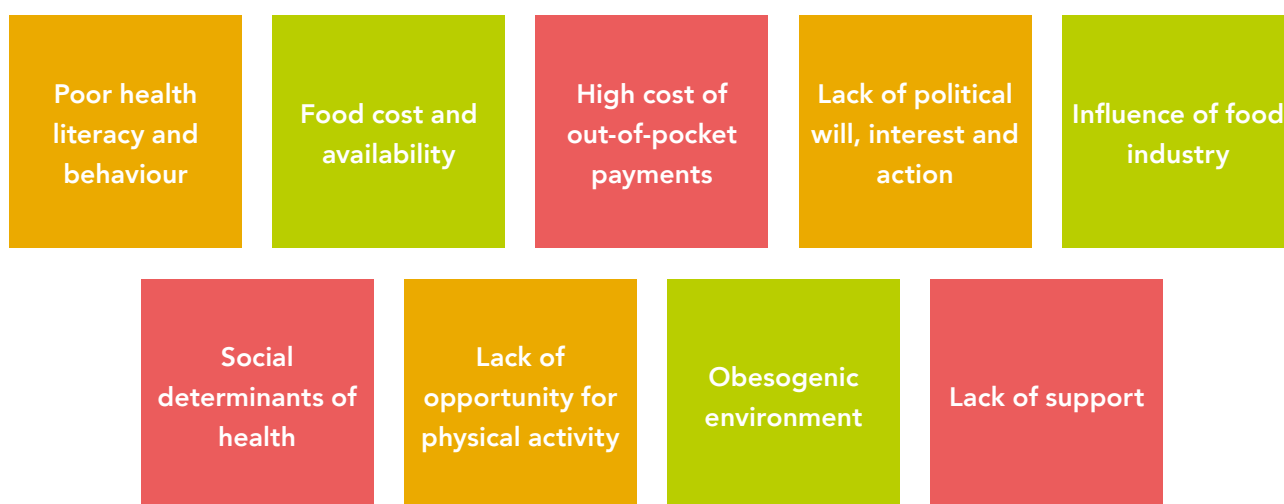 Poor health
literacy and
behaviour
Food cost and
availability
High cost of
out-of-pocket
payments
Lack of political
will, interest and
action
Influence of food
industry
Social
determinants of
health
Lack of
opportunity for
physical activity
Obesogenic
environment
Lack of support